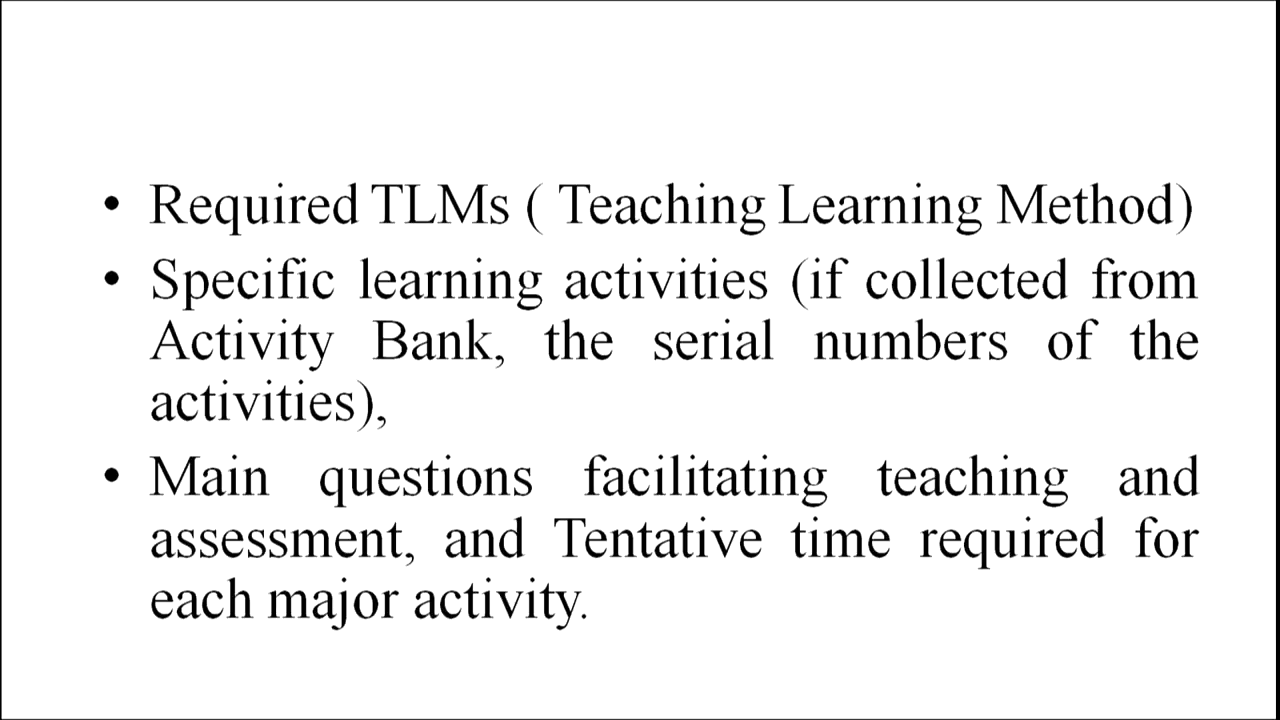 • Required TLMs ( Teaching Learning Method)
• Specific learning activities (if collected from
Activity Bank, the serial numbers of the
activities),
• Main questions facilitating teaching and
assessment, and Tentative time required for
each major activity.